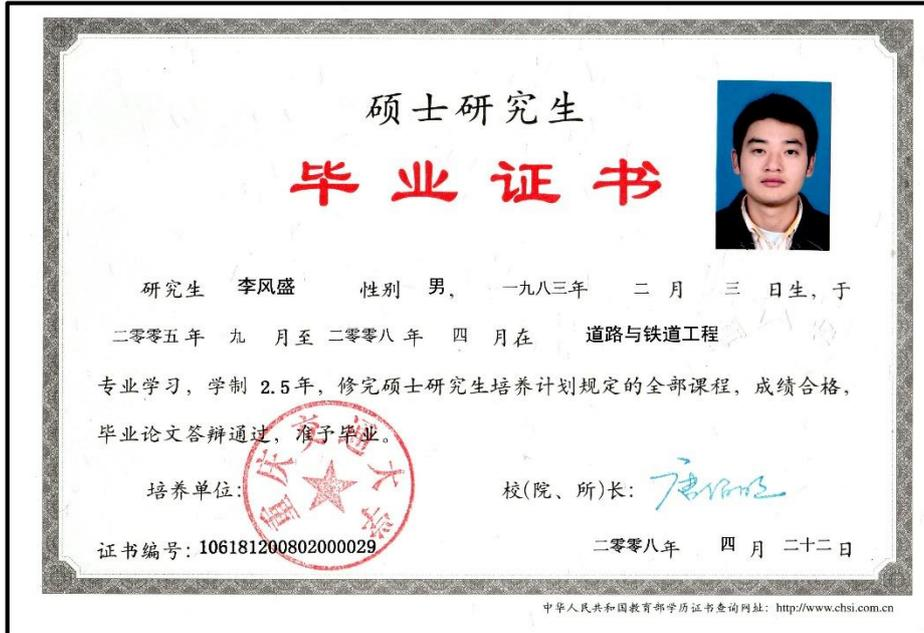 硕士研究生
毕业证书
研究生 李风盛 性别 男， 一九八三年 二 月 三 日生，于
二零零五 年 九 月至 二零零八 年 四 月在 道路与铁道工程
专业学习，学制 2.5 年，修完硕士研究生培养计划规定的全部课程，成绩合格，
毕业论文答辩通过，准予毕业。
重庆交通大学
培养单位： 校(院、所)长：
证书编号：106181200802000029 二零零八年 四 月 二十二 日
中华人民共和国教育部学历证书查询网址：http://www.chsi.com.cn